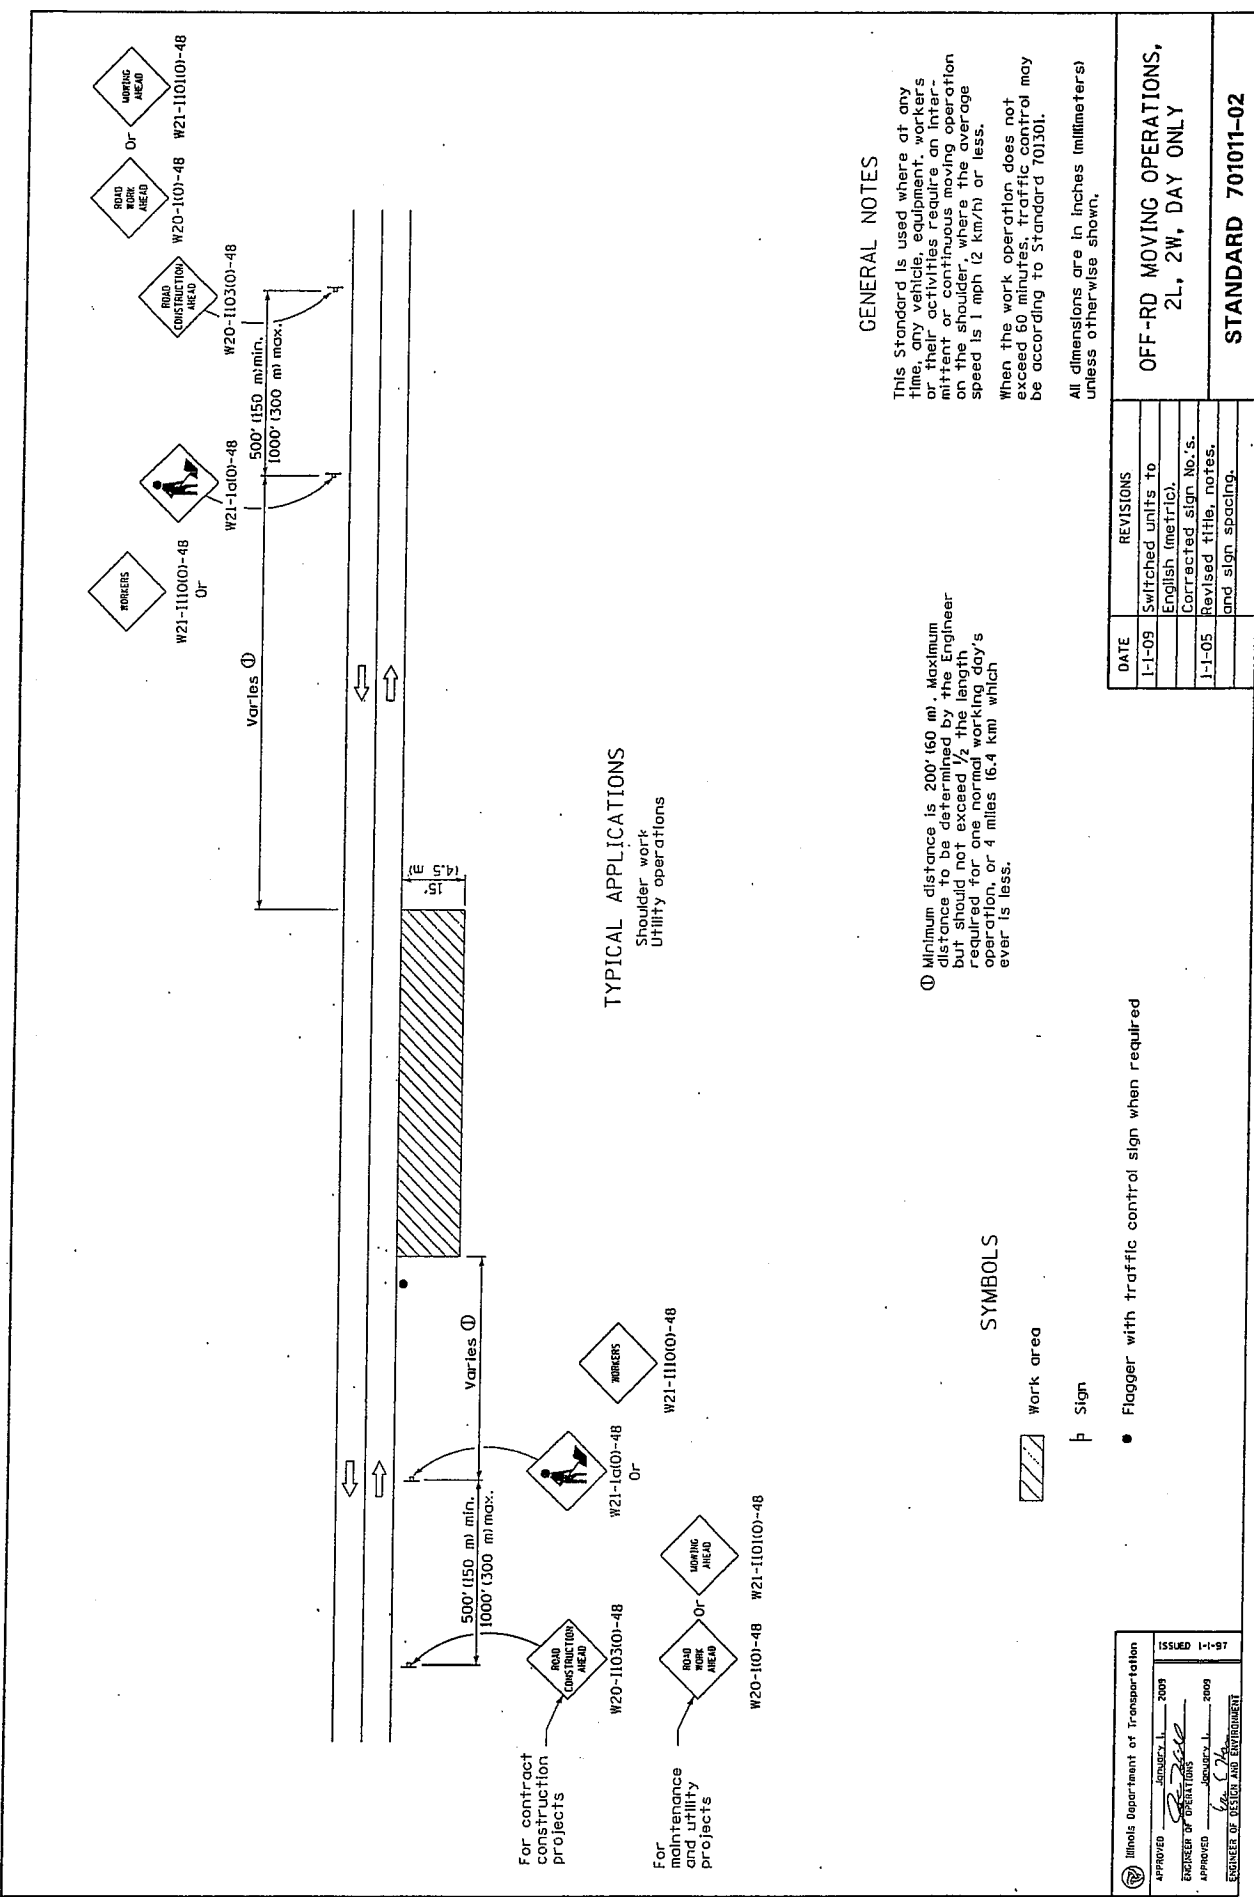 MOWING
AHEAD
W21-I101(O)-48
Or
ROAD
WORK
AHEAD
W20-1(O)-48
ROAD
CONSTRUCTION
AHEAD
W20-I103(O)-48
500' (150 m) min.
1000' (300 m) max.
W21-1a(O)-48
WORKERS
W21-I110(O)-48
Or
Varies ①
15'
(4.5 m)
Varies ①
500' (150 m) min.
1000' (300 m) max.
WORKERS
W21-I110(O)-48
W21-1a(O)-48
Or
For contract
construction
projects
ROAD
CONSTRUCTION
AHEAD
W20-I103(O)-48
For
maintenance
and utility
projects
ROAD
WORK
AHEAD
W20-1(O)-48
Or
MOWING
AHEAD
W21-I101(O)-48
TYPICAL APPLICATIONS
Shoulder work
Utility operations
SYMBOLS
Work area
Sign
Flagger with traffic control sign when required
① Minimum distance is 200' (60 m). Maximum
distance to be determined by the Engineer
but should not exceed 1/2 the length
required for one normal working day's
operation, or 4 miles (6.4 km) which
ever is less.
GENERAL NOTES
This Standard is used where at any
time, any vehicle, equipment, workers
or their activities require an inter-
mittent or continuous moving operation
on the shoulder, where the average
speed is 1 mph (2 km/h) or less.
When the work operation does not
exceed 60 minutes, traffic control may
be according to Standard 701301.
All dimensions are in inches (millimeters)
unless otherwise shown.
Illinois Department of Transportation
APPROVED January 1, 2009
ENGINEER OF OPERATIONS
APPROVED January 1, 2009
ENGINEER OF DESIGN AND ENVIRONMENT
ISSUED 1-1-97
DATE REVISIONS
1-1-09 Switched units to
English (metric).
Corrected sign No.'s.
1-1-05 Revised title, notes,
and sign spacing.
OFF-RD MOVING OPERATIONS,
2L, 2W, DAY ONLY
STANDARD 701011-02